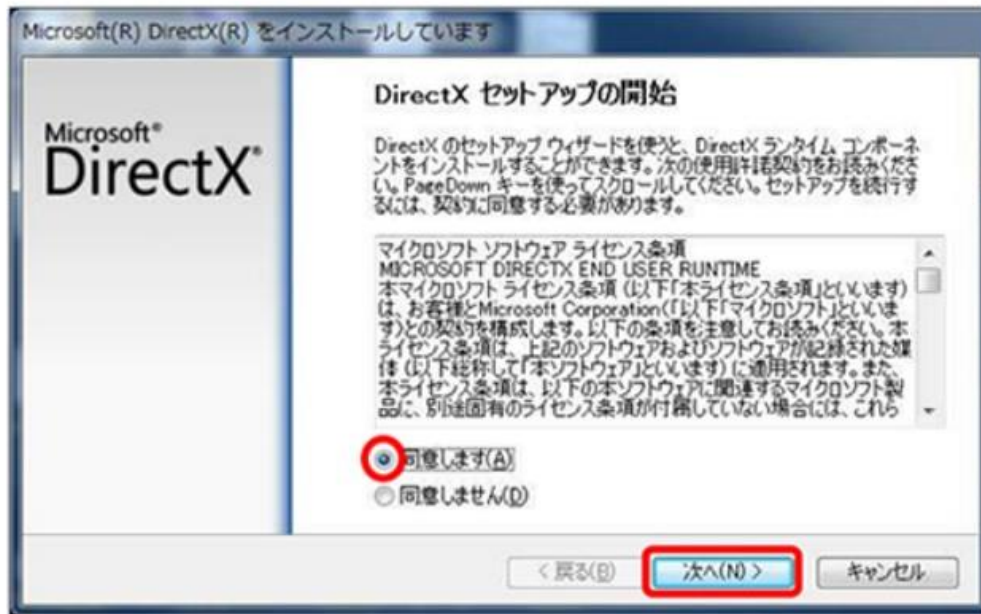 Microsoft(R) DirectX(R) をインストールしています
Microsoft®
DirectX®
DirectX セットアップの開始
DirectX のセットアップ ウィザードを使うと、DirectX ランタイム コンポーネ
ントをインストールすることができます。次の使用許諾契約をお読みくださ
い。PageDown キーを使ってスクロールしてください。セットアップを続行す
るには、契約に同意する必要があります。
マイクロソフト ソフトウェア ライセンス条項
MICROSOFT DIRECTX END USER RUNTIME
本マイクロソフト ライセンス条項 (以下「本ライセンス条項」といいます)
は、お客様とMicrosoft Corporation(「以下「マイクロソフト」といいま
す)との契約を構成します。以下の条項を注意してお読みください。本
ライセンス条項は、上記のソフトウェアおよびソフトウェアが記録された媒
体 (以下総称して「本ソフトウェア」といいます) に適用されます。また、
本ライセンス条項は、以下の本ソフトウェアに関連するマイクロソフト製
品に、別途固有のライセンス条項が付属していない場合には、これら
同意します(A)
同意しません(D)
< 戻る(B)
次へ(N) >
キャンセル